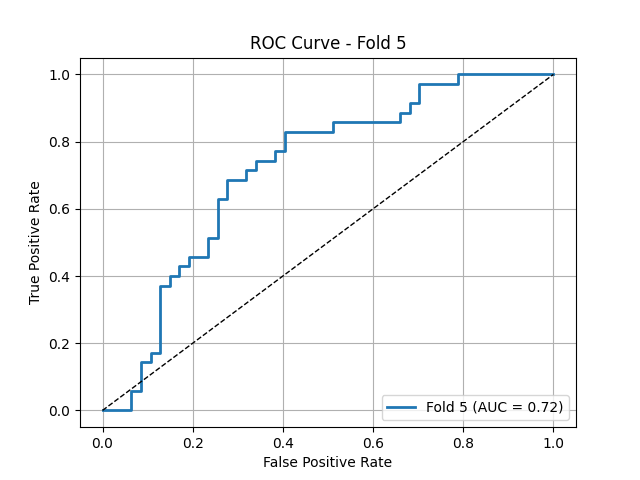 ROC Curve - Fold 5
True Positive Rate
1.0
0.8
0.6
0.4
0.2
0.0
Fold 5 (AUC = 0.72)
0.0 0.2 0.4 0.6 0.8 1.0
False Positive Rate